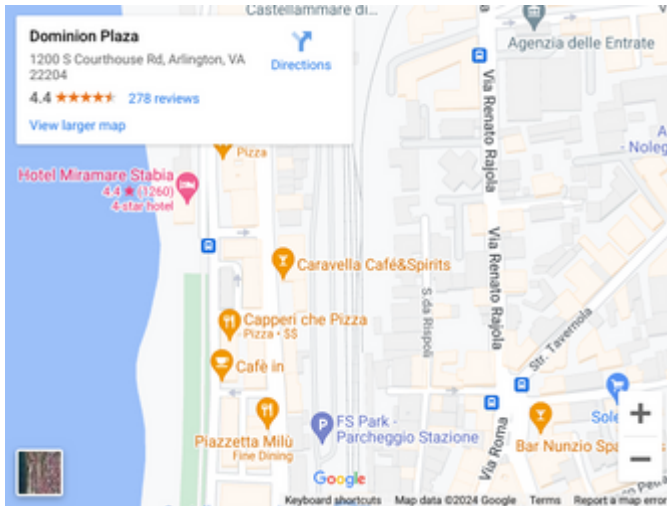 Castellammare di...
Dominion Plaza
1200 S Courthouse Rd, Arlington, VA
22204
Directions
4.4
278 reviews
View larger map
Agenzia delle Entrate
Via Renato Rajola
Pizza
Hotel Miramare Stabia
4.4 ★ (1260)
4-star hotel
Caravella Café&Spirits
Via Renato Rajola
S.da Rispoli
Str. Tavernola
Capperi che Pizza
Pizza • $$
Cafè in
Piazzetta Milù
Fine Dining
FS Park -
Parcheggio Stazione
Via Roma
Bar Nunzio
+
−
Google
Keyboard shortcuts
Map data ©2024 Google
Terms
Report a map error